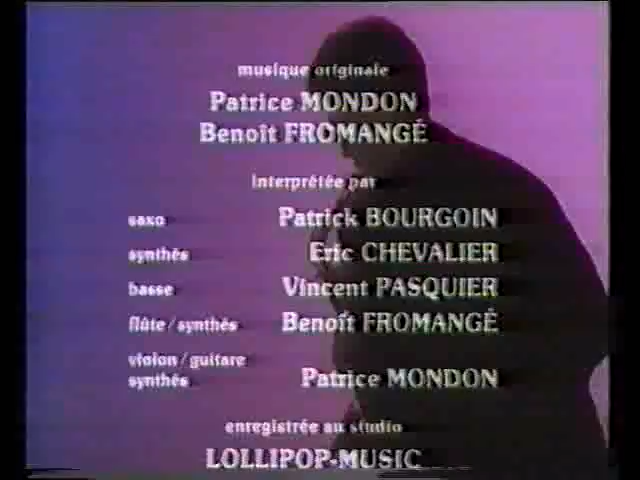 musique originale
Patrice MONDON
Benoît FROMANGÉ
interprétée par
saxo Patrick BOURGOIN
synthés Eric CHEVALIER
basse Vincent PASQUIER
flûte/synthés Benoît FROMANGÉ
violon/guitare
synthés Patrice MONDON
enregistrée au studio
LOLLIPOP-MUSIC